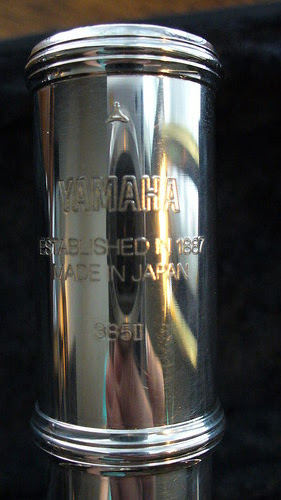 YAMAHA
ESTABLISHED IN 1887
MADE IN JAPAN
385II